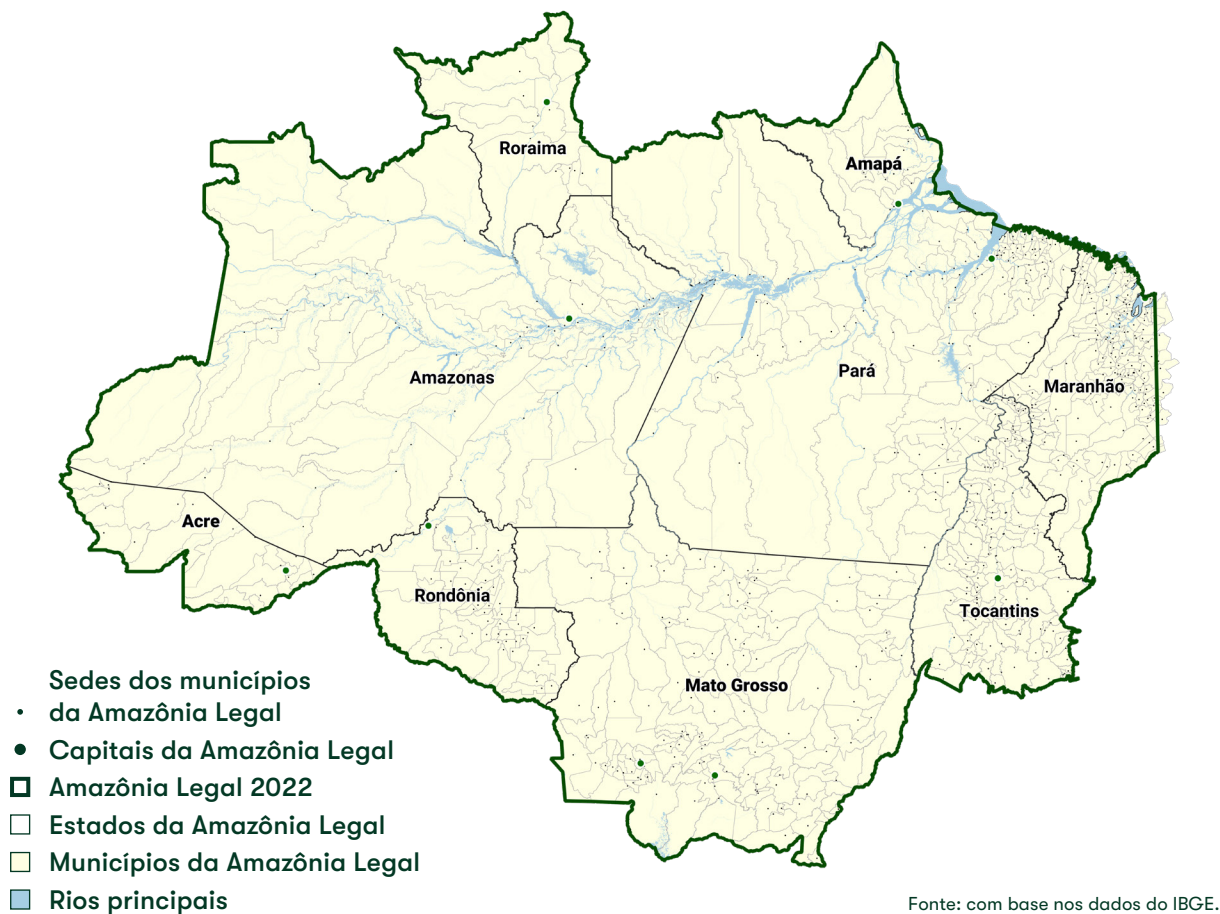 Roraima
Amapá
Amazonas
Pará
Maranhão
Acre
Rondônia
Tocantins
Mato Grosso
Sedes dos municípios
da Amazônia Legal
Capitais da Amazônia Legal
Amazônia Legal 2022
Estados da Amazônia Legal
Municípios da Amazônia Legal
Rios principais
Fonte: com base nos dados do IBGE.